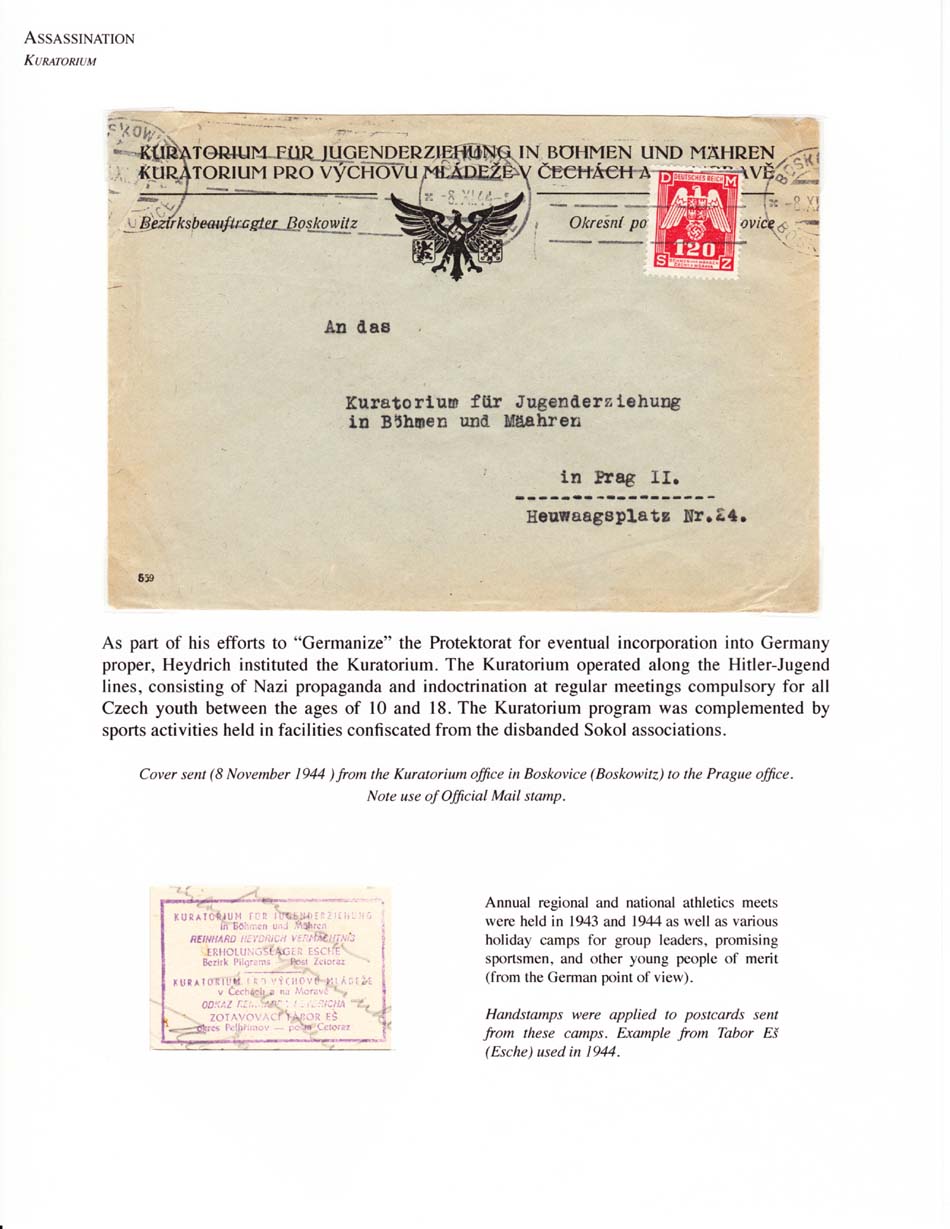 ASSASSINATION
KURATORIUM
KURATORIUM FÜR JUGENDERZIEHUNG IN BÖHMEN UND MÄHREN
KURATORIUM PRO VÝCHOVU MLÁDEŽE V ČECHÁCH A
Bezirksbeauftragter Boskowitz
Okresní
-8.XI.44-
DEUTSCHES REICH
D M
120
S Z
BÖHMEN UND MÄHREN
ČECHY A MORAVA
An das
Kuratorium für Jugenderziehung
in Böhmen und Mäahren
in Prag II.
Heuwaagsplatz Nr.24.
559
As part of his efforts to “Germanize” the Protektorat for eventual incorporation into Germany
proper, Heydrich instituted the Kuratorium. The Kuratorium operated along the Hitler-Jugend
lines, consisting of Nazi propaganda and indoctrination at regular meetings compulsory for all
Czech youth between the ages of 10 and 18. The Kuratorium program was complemented by
sports activities held in facilities confiscated from the disbanded Sokol associations.
Cover sent (8 November 1944 ) from the Kuratorium office in Boskovice (Boskowitz) to the Prague office.
Note use of Official Mail stamp.
KURATORIUM FÜR JUGENDERZIEHUNG
in Böhmen und Mähren
REINHARD HEYDRICH VERMÄCHTNIS
ERHOLUNGSLAGER ESCHE
Bezirk Pilgrams Post Zetoraz
KURATORIUM PRO VÝCHOVU MLÁDEŽE
v Čechách a na Moravě
ODKAZ REINHARDA HEYDRICHA
ZOTAVOVACÍ TÁBOR EŠ
okres Pelhřimov — pošta Cetoraz
Annual regional and national athletics meets
were held in 1943 and 1944 as well as various
holiday camps for group leaders, promising
sportsmen, and other young people of merit
(from the German point of view).
Handstamps were applied to postcards sent
from these camps. Example from Tabor Eš
(Esche) used in 1944.